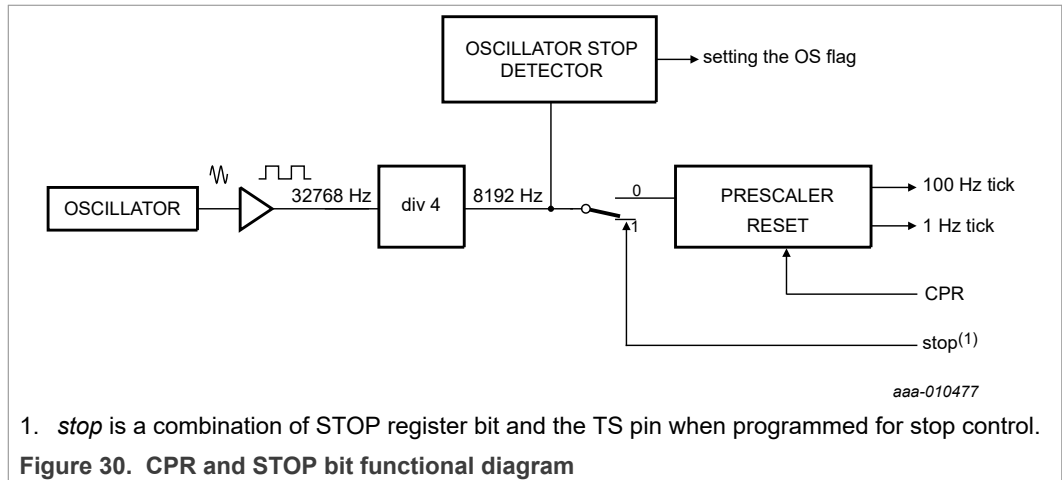 OSCILLATOR STOP
DETECTOR
setting the OS flag
OSCILLATOR
32768 Hz
div 4
8192 Hz
0
1
PRESCALER
RESET
100 Hz tick
1 Hz tick
CPR
stop(1)
aaa-010477
1. stop is a combination of STOP register bit and the TS pin when programmed for stop control.
Figure 30. CPR and STOP bit functional diagram